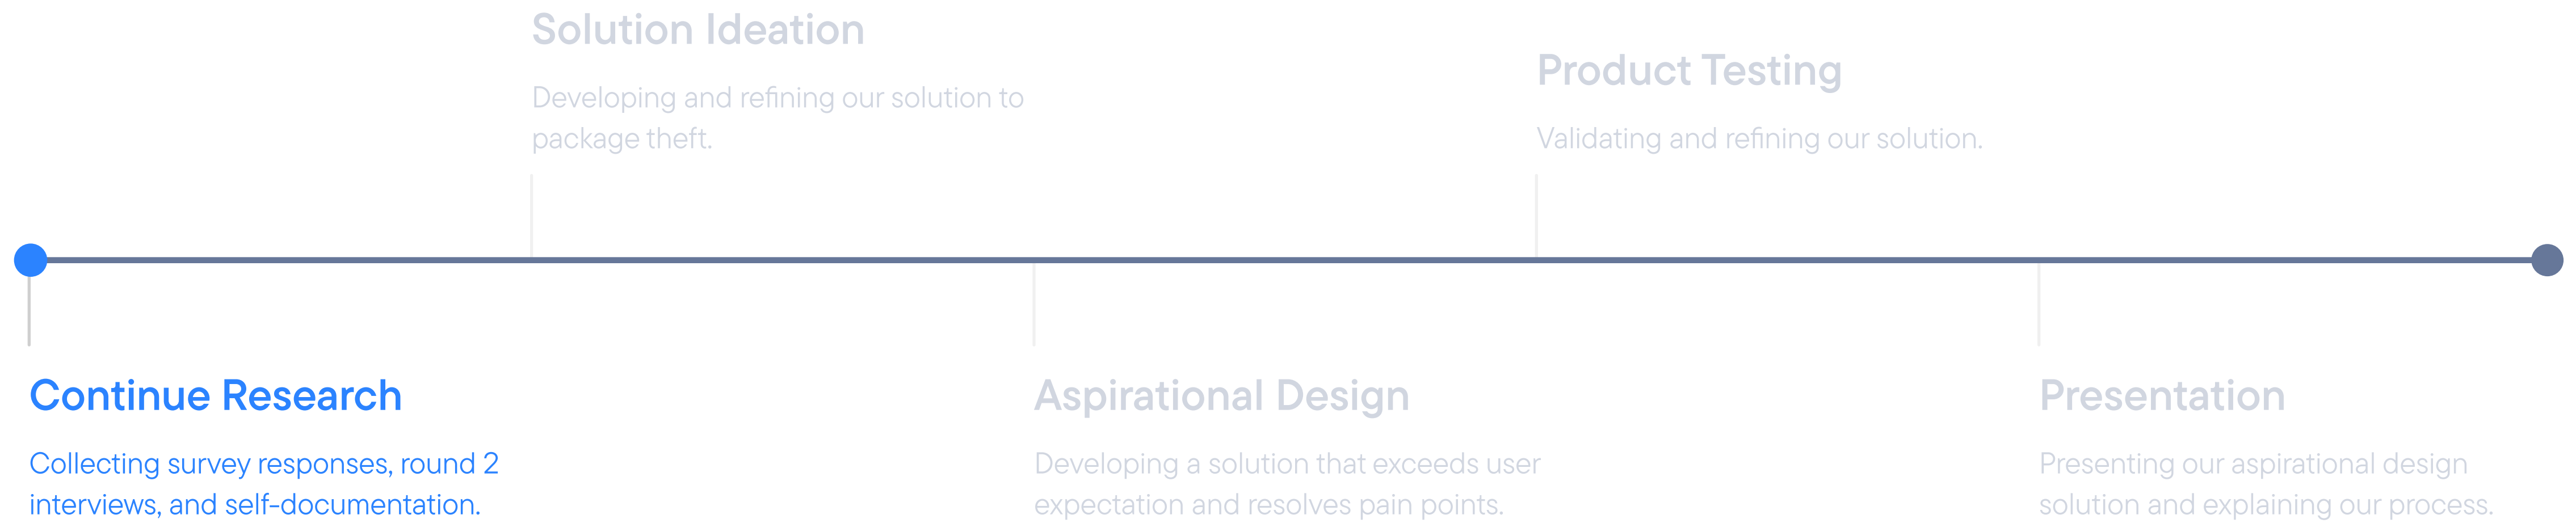 Solution Ideation
Developing and refining our solution to
package theft.
Product Testing
Validating and refining our solution.
Continue Research
Collecting survey responses, round 2
interviews, and self-documentation.
Aspirational Design
Developing a solution that exceeds user
expectation and resolves pain points.
Presentation
Presenting our aspirational design
solution and explaining our process.